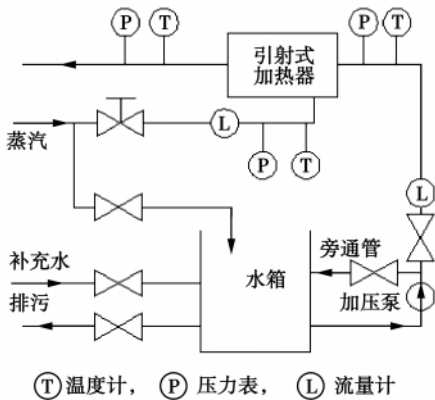 P T
引射式
加热器
P T
蒸汽
L
P T
L
补充水
排污
水箱
旁通管
加压泵
T 温度计， P 压力表， L 流量计